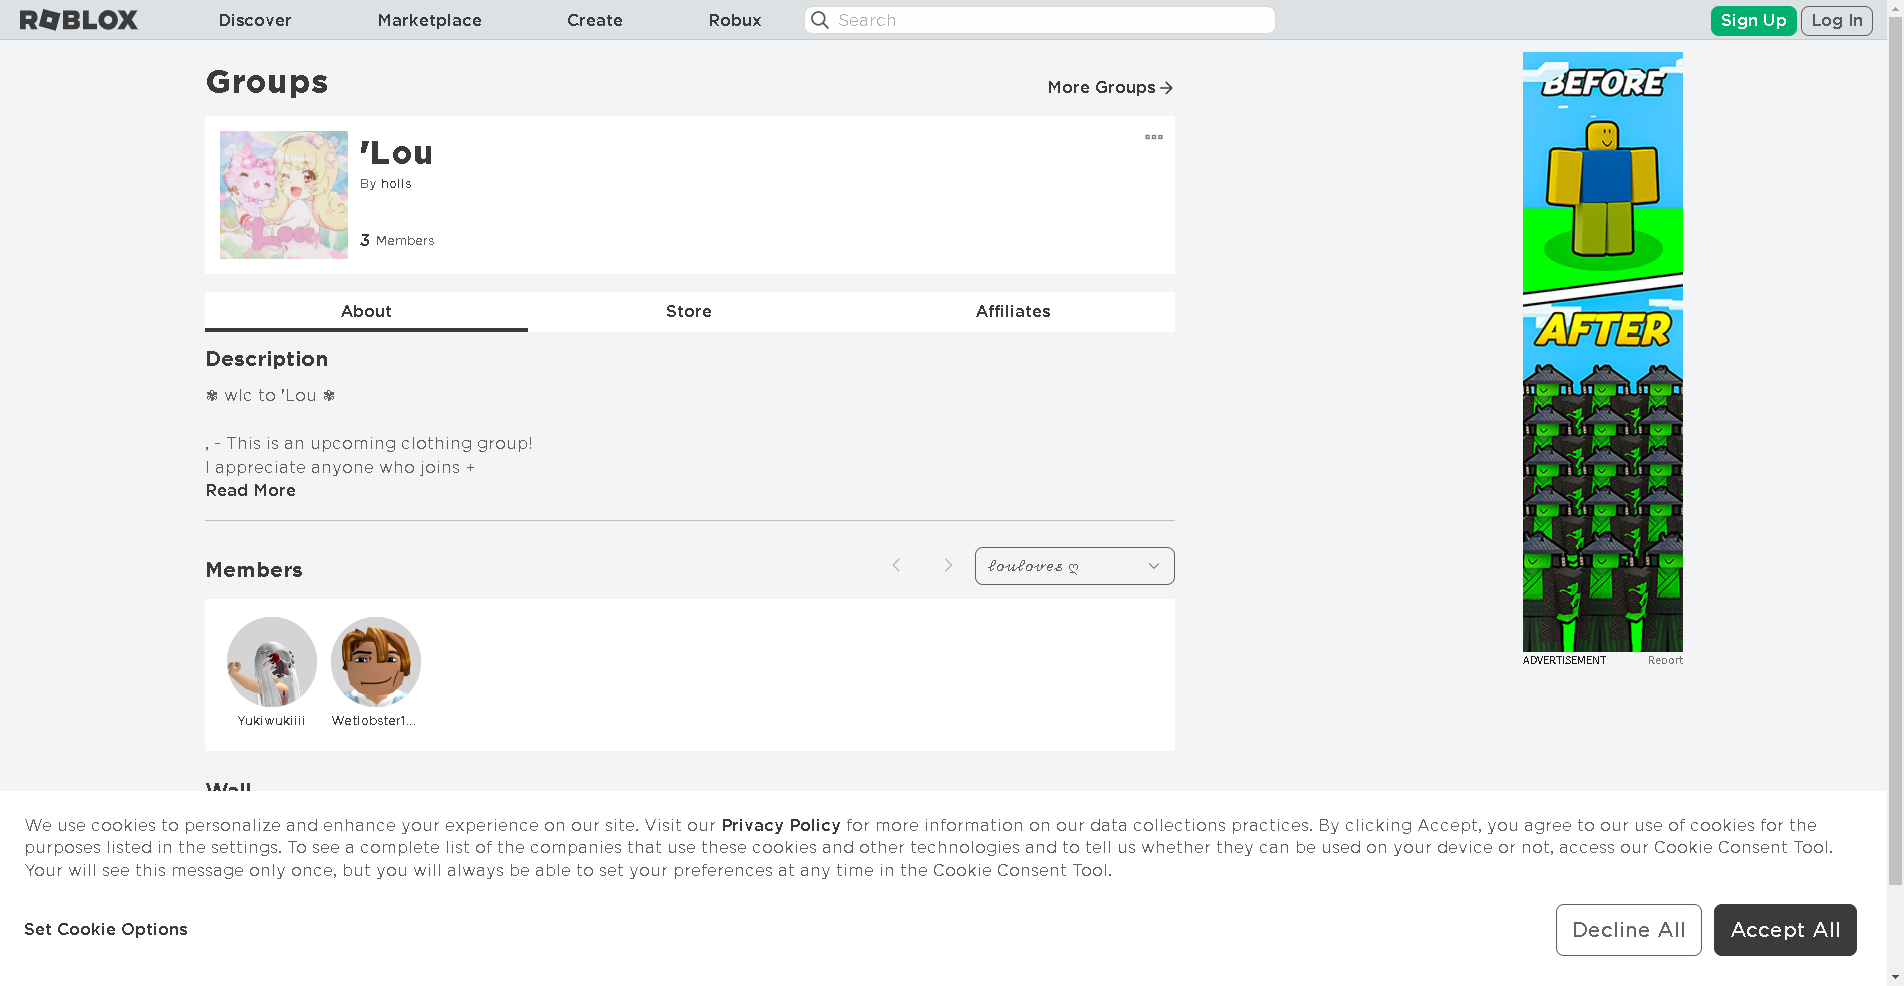 ROBLOX
Discover
Marketplace
Create
Robux
Search
Sign Up
Log In
Groups
More Groups
'Lou
By holls
3 Members
Lou
About
Store
Affiliates
Description
✾ wlc to 'Lou ✾
, - This is an upcoming clothing group!
I appreciate anyone who joins +
Read More
Members
𝓵𝓸𝓾𝓵𝓸𝓿𝓮𝓼 ღ
Yukiwukiiii
Wetlobster1...
Wall
BEFORE
AFTER
ADVERTISEMENT
Report
We use cookies to personalize and enhance your experience on our site. Visit our Privacy Policy for more information on our data collections practices. By clicking Accept, you agree to our use of cookies for the
purposes listed in the settings. To see a complete list of the companies that use these cookies and other technologies and to tell us whether they can be used on your device or not, access our Cookie Consent Tool.
Your will see this message only once, but you will always be able to set your preferences at any time in the Cookie Consent Tool.
Set Cookie Options
Decline All
Accept All